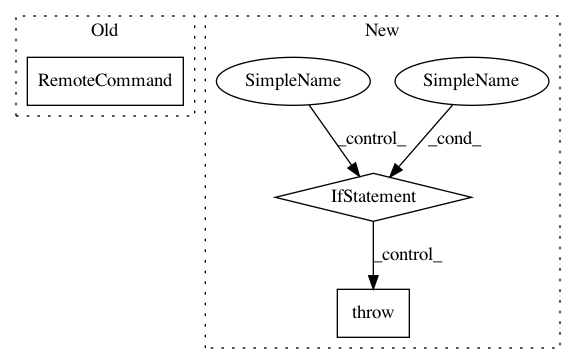 Old
New
RemoteCommand
SimpleName
SimpleName
_control_
_cond_
IfStatement
_control_
throw